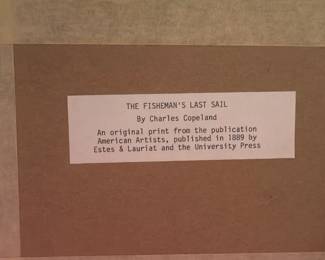 THE FISHEMAN'S LAST SAIL
By Charles Copeland
An original print from the publication
American Artists, published in 1889 by
Estes & Lauriat and the University Press